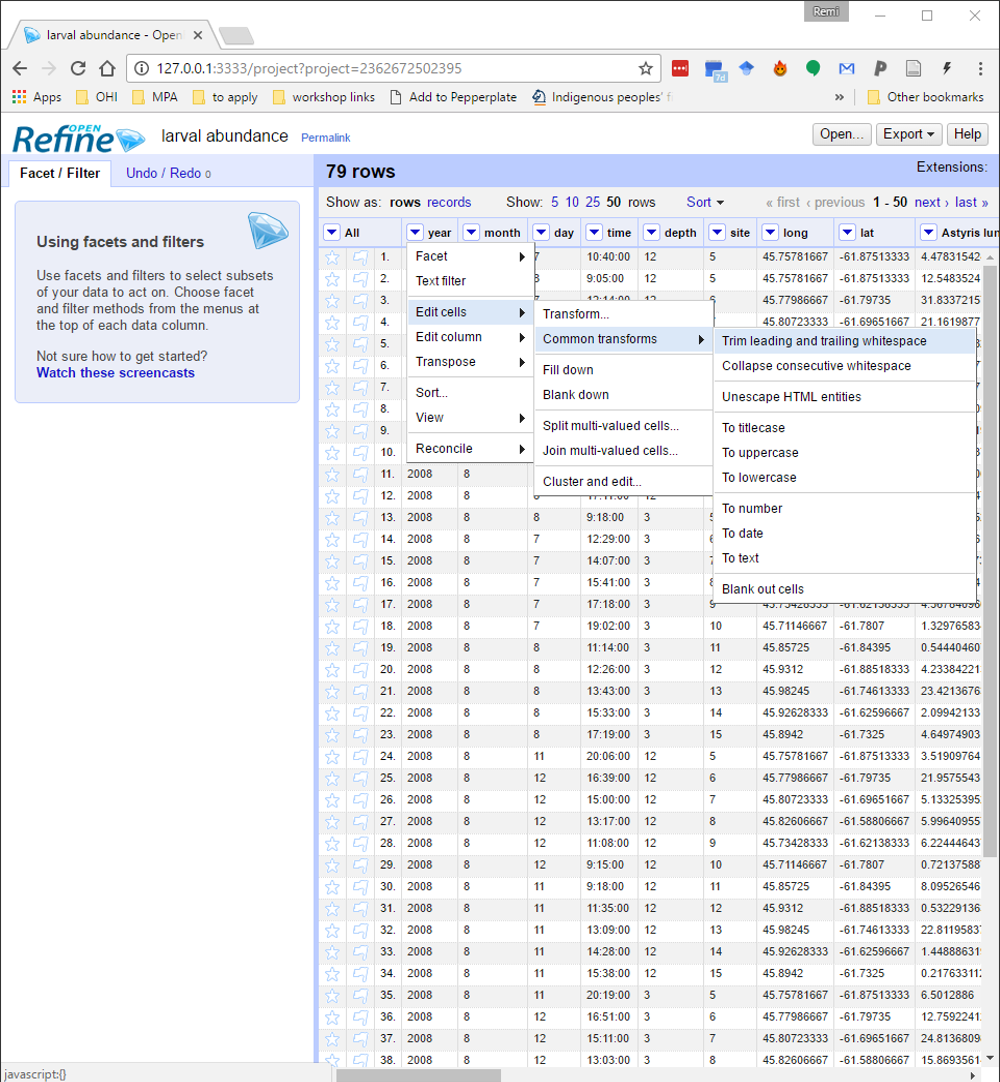 Remi
larval abundance - Open
127.0.0.1:3333/project?project=2362672502395
7d
Apps OHI MPA to apply workshop links Add to Pepperplate Indigenous peoples' » Other bookmarks
OPEN
Refine larval abundance Permalink Open... Export Help
Facet / Filter Undo / Redo 0
79 rows Extensions:
Show as: rows records Show: 5 10 25 50 rows Sort « first ‹ previous 1 - 50 next › last »
Using facets and filters
Use facets and filters to select subsets
of your data to act on. Choose facet
and filter methods from the menus at
the top of each data column.
Not sure how to get started?
Watch these screencasts
All year month day time depth site long lat Astyris lun
1. 7 10:40:00 12 5 45.75781667 -61.87513333 4.47831542
2. 9:05:00 12 5 45.75781667 -61.87513333 12.5483524
3. 45.77986667 -61.79735 31.8337215
4. 45.80723333 -61.69651667 21.1619877
5.
6.
7.
8.
9.
10.
Facet
Text filter
Edit cells
Edit column
Transpose
Sort...
View
Reconcile
Transform...
Common transforms
Fill down
Blank down
Split multi-valued cells...
Join multi-valued cells...
Cluster and edit...
Trim leading and trailing whitespace
Collapse consecutive whitespace
Unescape HTML entities
To titlecase
To uppercase
To lowercase
To number
To date
To text
Blank out cells
11. 2008 8
12. 2008 8
13. 2008 8 8 9:18:00 3
14. 2008 8 7 12:29:00 3
15. 2008 8 7 14:07:00 3
16. 2008 8 7 15:41:00 3
17. 2008 8 7 17:18:00 3
18. 2008 8 7 19:02:00 3 10 45.71146667 -61.7807 1.32976583
19. 2008 8 8 11:14:00 3 11 45.85725 -61.84395 0.54440460
20. 2008 8 8 12:26:00 3 12 45.9312 -61.88518333 4.23384221
21. 2008 8 8 13:43:00 3 13 45.98245 -61.74613333 23.4213676
22. 2008 8 8 15:33:00 3 14 45.92628333 -61.62596667 2.09942133
23. 2008 8 8 17:19:00 3 15 45.8942 -61.7325 4.64974903
24. 2008 8 11 20:06:00 12 5 45.75781667 -61.87513333 3.51909764
25. 2008 8 12 16:39:00 12 6 45.77986667 -61.79735 21.9575543
26. 2008 8 12 15:00:00 12 7 45.80723333 -61.69651667 5.13325395
27. 2008 8 12 13:17:00 12 8 45.82606667 -61.58806667 5.99640955
28. 2008 8 12 11:08:00 12 9 45.73428333 -61.62138333 6.22444643
29. 2008 8 12 9:15:00 12 10 45.71146667 -61.7807 0.72137588
30. 2008 8 11 9:18:00 12 11 45.85725 -61.84395 8.09526546
31. 2008 8 11 11:35:00 12 12 45.9312 -61.88518333 0.53229136
32. 2008 8 11 13:09:00 12 13 45.98245 -61.74613333 22.8119583
33. 2008 8 11 14:28:00 12 14 45.92628333 -61.62596667 1.44888631
34. 2008 8 11 15:38:00 12 15 45.8942 -61.7325 0.21763311
35. 2008 8 11 20:19:00 3 5 45.75781667 -61.87513333 6.5012886
36. 2008 8 12 16:51:00 3 6 45.77986667 -61.79735 12.7592241
37. 2008 8 12 15:11:00 3 7 45.80723333 -61.69651667 24.8136809
38. 2008 8 12 13:03:00 3 8 45.82606667 -61.58806667 15.8693561
javascript:{}